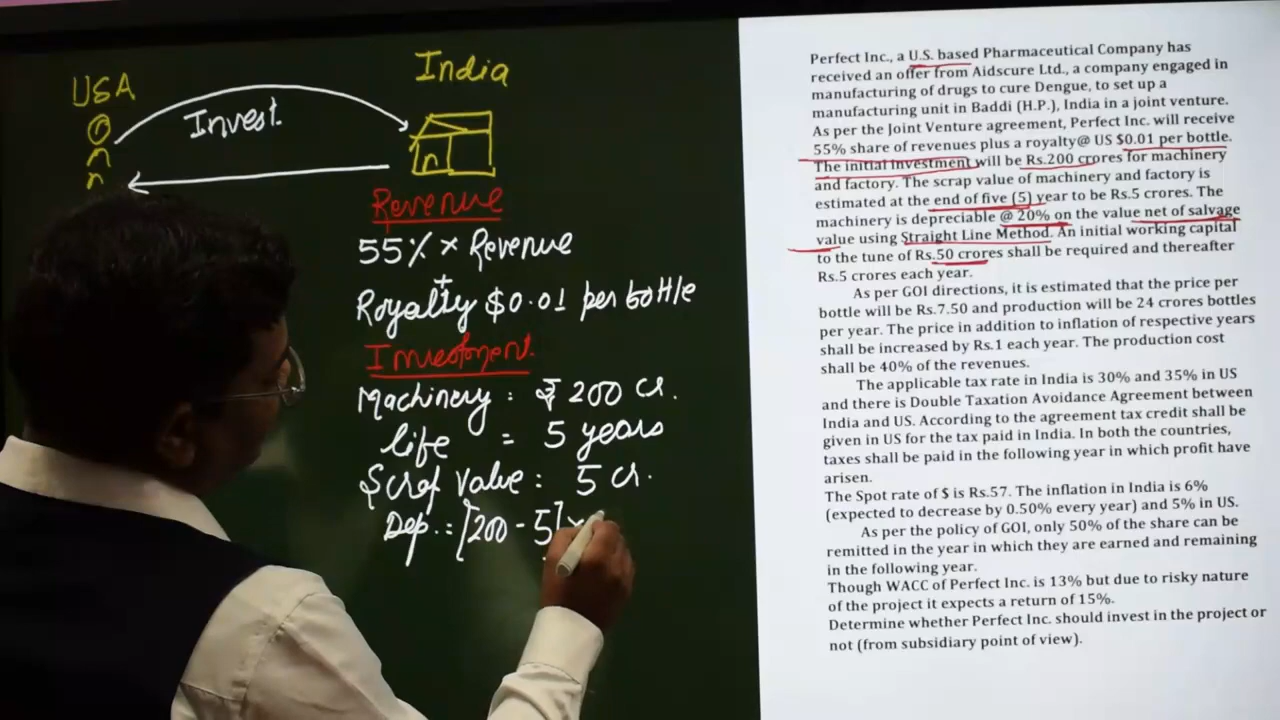 USA
India
Invest.
Revenue
55% × Revenue
+
Royalty $0.01 per bottle
Investment
Machinery : ₹ 200 Cr.
life = 5 years
Scrap Value : 5 Cr.
Dep. : [200 - 5] ×
Perfect Inc., a U.S. based Pharmaceutical Company has
received an offer from Aidscure Ltd., a company engaged in
manufacturing of drugs to cure Dengue, to set up a
manufacturing unit in Baddi (H.P.), India in a joint venture.
As per the Joint Venture agreement, Perfect Inc. will receive
55% share of revenues plus a royalty@ US $0.01 per bottle.
The initial investment will be Rs.200 crores for machinery
and factory. The scrap value of machinery and factory is
estimated at the end of five (5) year to be Rs.5 crores. The
machinery is depreciable @ 20% on the value net of salvage
value using Straight Line Method. An initial working capital
to the tune of Rs.50 crores shall be required and thereafter
Rs.5 crores each year.
As per GOI directions, it is estimated that the price per
bottle will be Rs.7.50 and production will be 24 crores bottles
per year. The price in addition to inflation of respective years
shall be increased by Rs.1 each year. The production cost
shall be 40% of the revenues.
The applicable tax rate in India is 30% and 35% in US
and there is Double Taxation Avoidance Agreement between
India and US. According to the agreement tax credit shall be
given in US for the tax paid in India. In both the countries,
taxes shall be paid in the following year in which profit have
arisen.
The Spot rate of $ is Rs.57. The inflation in India is 6%
(expected to decrease by 0.50% every year) and 5% in US.
As per the policy of GOI, only 50% of the share can be
remitted in the year in which they are earned and remaining
in the following year.
Though WACC of Perfect Inc. is 13% but due to risky nature
of the project it expects a return of 15%.
Determine whether Perfect Inc. should invest in the project or
not (from subsidiary point of view).